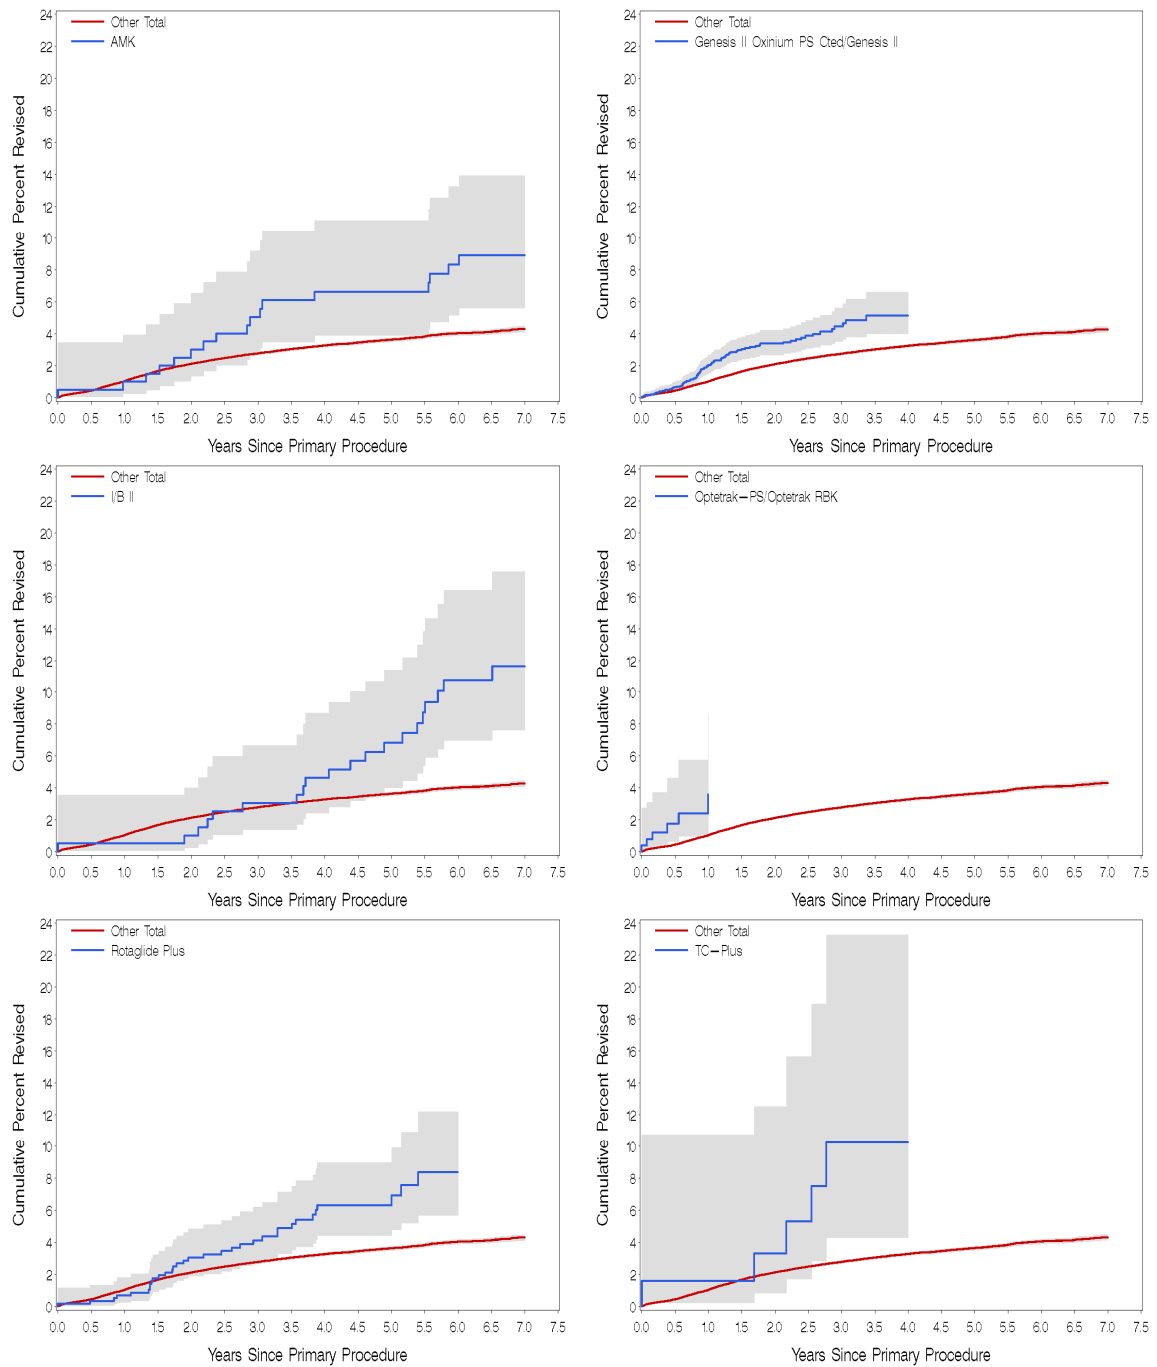 24
Other Total
AMK
22
20
18
16
14
12
10
8
6
4
2
0
Cumulative Percent Revised
0.0 0.5 1.0 1.5 2.0 2.5 3.0 3.5 4.0 4.5 5.0 5.5 6.0 6.5 7.0 7.5
Years Since Primary Procedure
24
Other Total
Genesis II Oxinium PS Cted/Genesis II
22
20
18
16
14
12
10
8
6
4
2
0
Cumulative Percent Revised
0.0 0.5 1.0 1.5 2.0 2.5 3.0 3.5 4.0 4.5 5.0 5.5 6.0 6.5 7.0 7.5
Years Since Primary Procedure
24
Other Total
I/B II
22
20
18
16
14
12
10
8
6
4
2
0
Cumulative Percent Revised
0.0 0.5 1.0 1.5 2.0 2.5 3.0 3.5 4.0 4.5 5.0 5.5 6.0 6.5 7.0 7.5
Years Since Primary Procedure
24
Other Total
Optetrak-PS/Optetrak RBK
22
20
18
16
14
12
10
8
6
4
2
0
Cumulative Percent Revised
0.0 0.5 1.0 1.5 2.0 2.5 3.0 3.5 4.0 4.5 5.0 5.5 6.0 6.5 7.0 7.5
Years Since Primary Procedure
24
Other Total
Rotaglide Plus
22
20
18
16
14
12
10
8
6
4
2
0
Cumulative Percent Revised
0.0 0.5 1.0 1.5 2.0 2.5 3.0 3.5 4.0 4.5 5.0 5.5 6.0 6.5 7.0 7.5
Years Since Primary Procedure
24
Other Total
TC-Plus
22
20
18
16
14
12
10
8
6
4
2
0
Cumulative Percent Revised
0.0 0.5 1.0 1.5 2.0 2.5 3.0 3.5 4.0 4.5 5.0 5.5 6.0 6.5 7.0 7.5
Years Since Primary Procedure